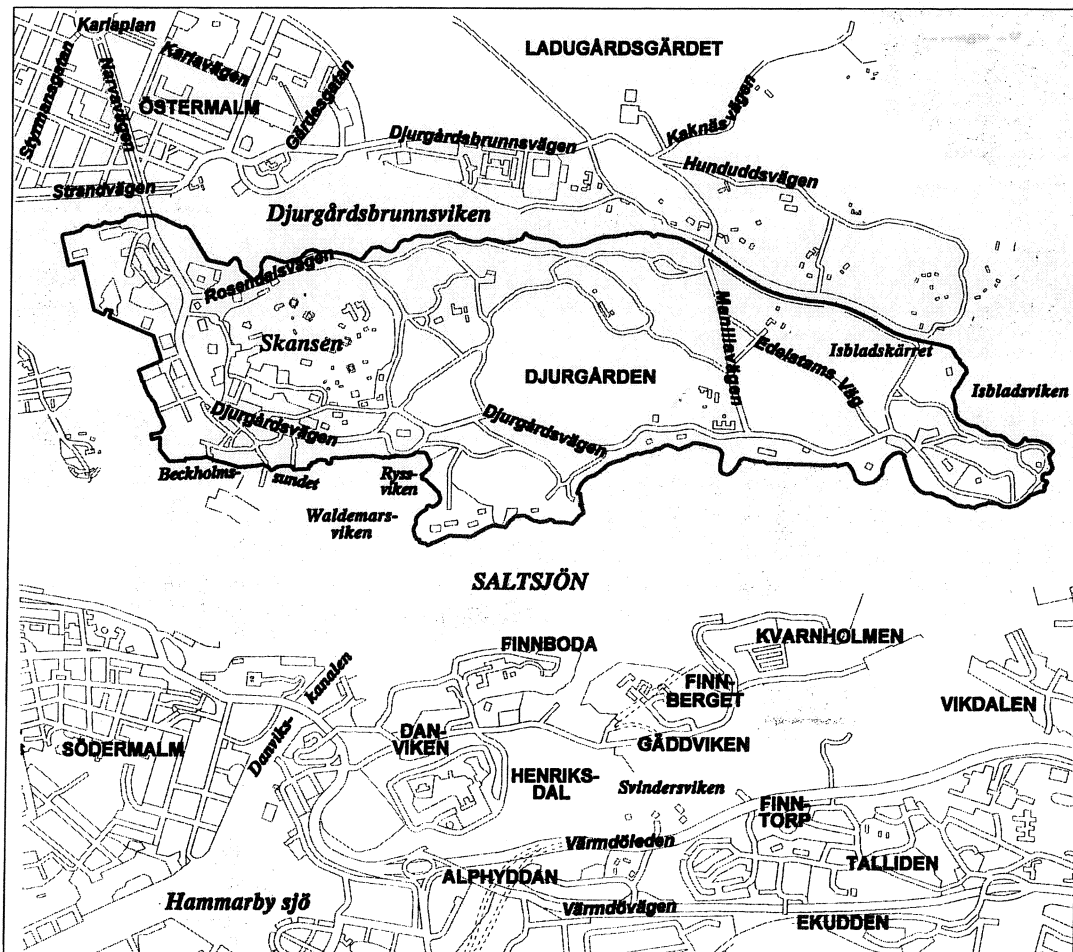 Karlaplan
Karlavägen
Styrmansgatan
Narvavägen
ÖSTERMALM
Gärdesgatan
LADUGÅRDSGÄRDET
Kaknäsvägen
Djurgårdsbrunnsvägen
Hunduddsvägen
Strandvägen
Djurgårdsbrunnsviken
Rosendalsvägen
Skansen
Manillavägen
Edelstams Väg
Isbladskärret
Isbladsviken
DJURGÅRDEN
Djurgårdsvägen
Djurgårdsvägen
Beckholms-
sundet
Ryss-
viken
Waldemars-
viken
SALTSJÖN
FINNBODA
KVARNHOLMEN
FINN-
BERGET
VIKDALEN
kanalen
Danviks-
SÖDERMALM
DAN-
VIKEN
GÄDDVIKEN
HENRIKS-
DAL
Svindersviken
FINN-
TORP
Värmdöleden
TALLIDEN
ALPHYDDAN
Hammarby sjö
Värmdövägen
EKUDDEN